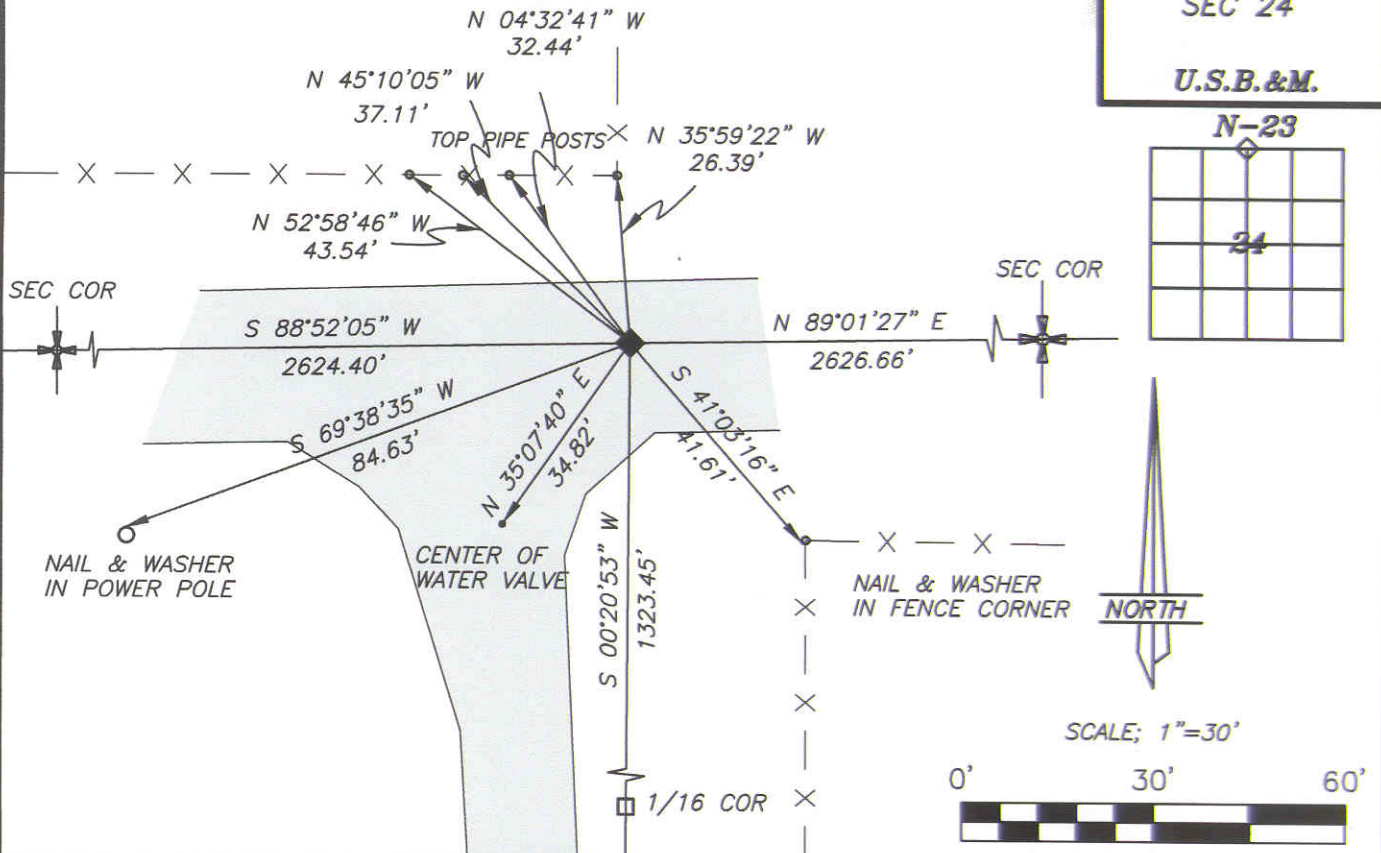 SEC 24
U.S.B.&M.
N-23
24
N 04°32'41" W
32.44'
N 45°10'05" W
37.11'
TOP PIPE POSTS
N 35°59'22" W
26.39'
N 52°58'46" W
43.54'
SEC COR
S 88°52'05" W
2624.40'
N 89°01'27" E
2626.66'
SEC COR
S 69°38'35" W
84.63'
N 35°07'40" E
34.82'
S 41°03'16" E
41.61'
NAIL & WASHER
IN POWER POLE
CENTER OF
WATER VALVE
S 00°20'53" W
1323.45'
NAIL & WASHER
IN FENCE CORNER
NORTH
1/16 COR
SCALE; 1"=30'
0' 30' 60'